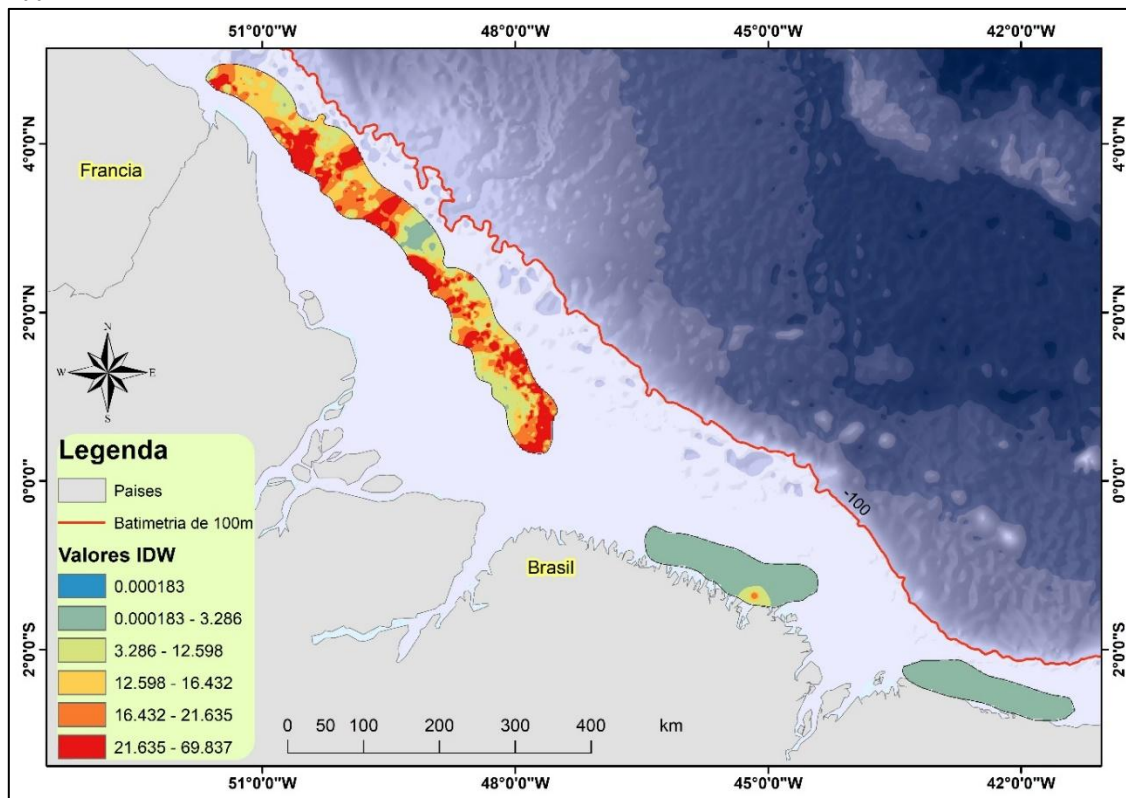 51°0'0"W 48°0'0"W 45°0'0"W 42°0'0"W
4°0'0"N
4°0'0"N
Francia
2°0'0"N
2°0'0"N
N
W E
S
0°0'0"
0°0'0"
-100
Brasil
2°0'0"S
2°0'0"S
Legenda
Paises
Batimetria de 100m
Valores IDW
0.000183
0.000183 - 3.286
3.286 - 12.598
12.598 - 16.432
16.432 - 21.635
21.635 - 69.837
0 50 100 200 300 400 km
51°0'0"W 48°0'0"W 45°0'0"W 42°0'0"W